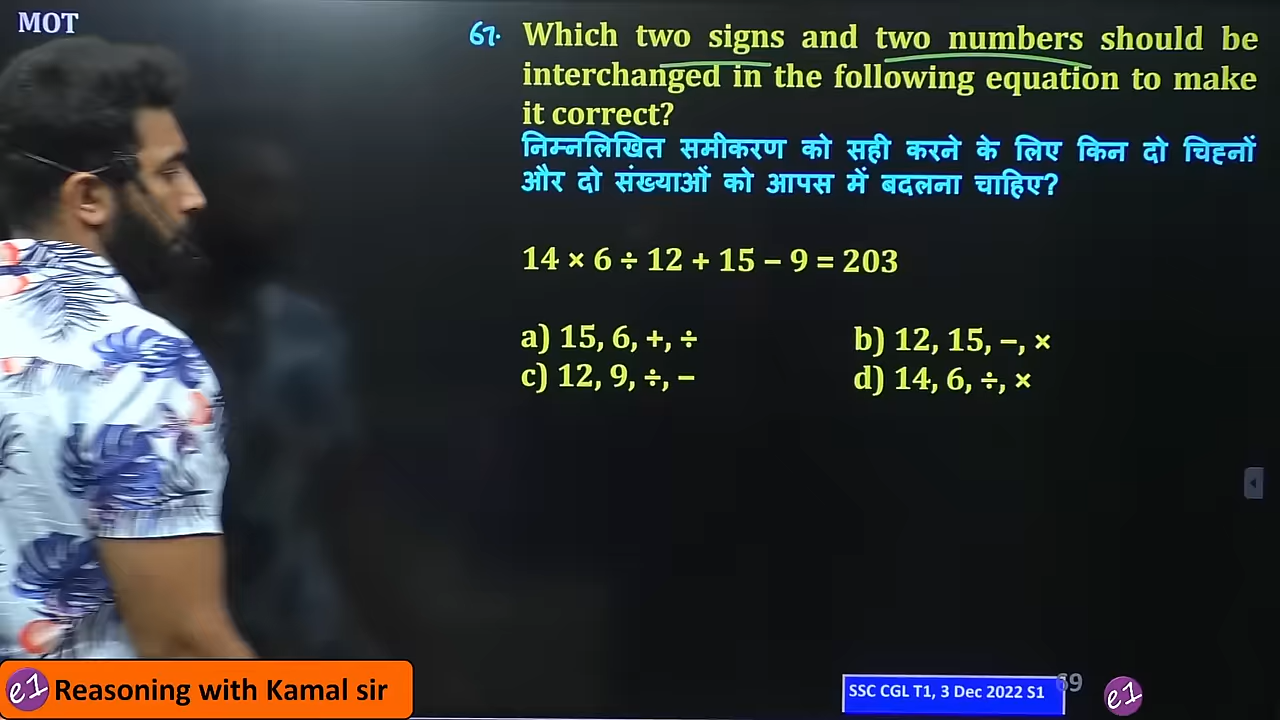 MOT
67. Which two signs and two numbers should be
interchanged in the following equation to make
it correct?
निम्नलिखित समीकरण को सही करने के लिए किन दो चिह्नों
और दो संख्याओं को आपस में बदलना चाहिए?
14 × 6 ÷ 12 + 15 − 9 = 203
a) 15, 6, +, ÷
b) 12, 15, −, ×
c) 12, 9, ÷, −
d) 14, 6, ÷, ×
e1 Reasoning with Kamal sir
SSC CGL T1, 3 Dec 2022 S1
69
e1